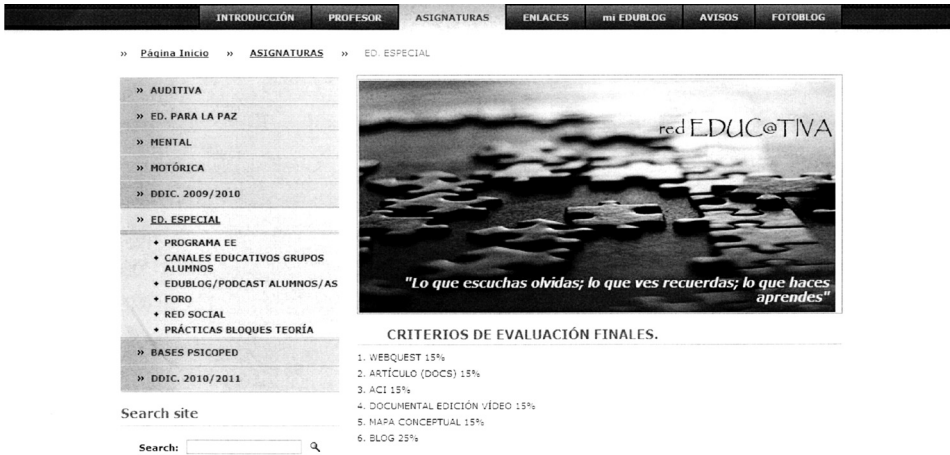 INTRODUCCIÓN PROFESOR ASIGNATURAS ENLACES mi EDUBLOG AVISOS FOTOBLOG
» Página Inicio » ASIGNATURAS » ED. ESPECIAL
» AUDITIVA
» ED. PARA LA PAZ
» MENTAL
» MOTÓRICA
» DDIC. 2009/2010
» ED. ESPECIAL
PROGRAMA EE
CANALES EDUCATIVOS GRUPOS
ALUMNOS
EDUBLOG/PODCAST ALUMNOS/AS
FORO
RED SOCIAL
PRÁCTICAS BLOQUES TEORÍA
» BASES PSICOPED
» DDIC. 2010/2011
Search site
Search:
red EDUC@TIVA
"Lo que escuchas olvidas; lo que ves recuerdas; lo que haces
aprendes"
CRITERIOS DE EVALUACIÓN FINALES.
1. WEBQUEST 15%
2. ARTÍCULO (DOCS) 15%
3. ACI 15%
4. DOCUMENTAL EDICIÓN VÍDEO 15%
5. MAPA CONCEPTUAL 15%
6. BLOG 25%